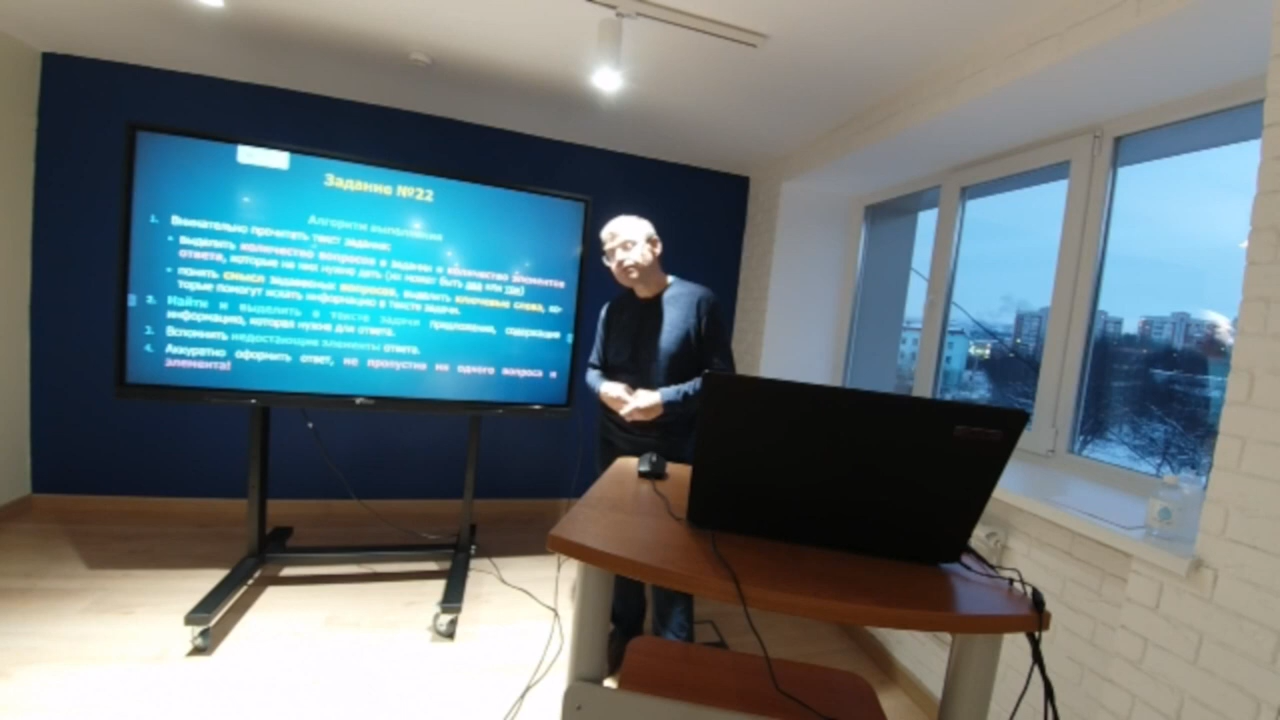 Задание №22
Алгоритм выполнения
1. Внимательно прочитать текст задания:
- выделить количество вопросов в задании и количество элементов
ответа, которые на них нужно дать (их может быть два или три)
- понять смысл задаваемых вопросов, выделить ключевые слова, ко-
торые помогут искать информацию в тексте задачи.
2. Найти и выделить в тексте задачи предложения, содержащие
информацию, которая нужна для ответа.
3. Вспомнить недостающие элементы ответа.
4. Аккуратно оформить ответ, не пропустив ни одного вопроса и
элемента!